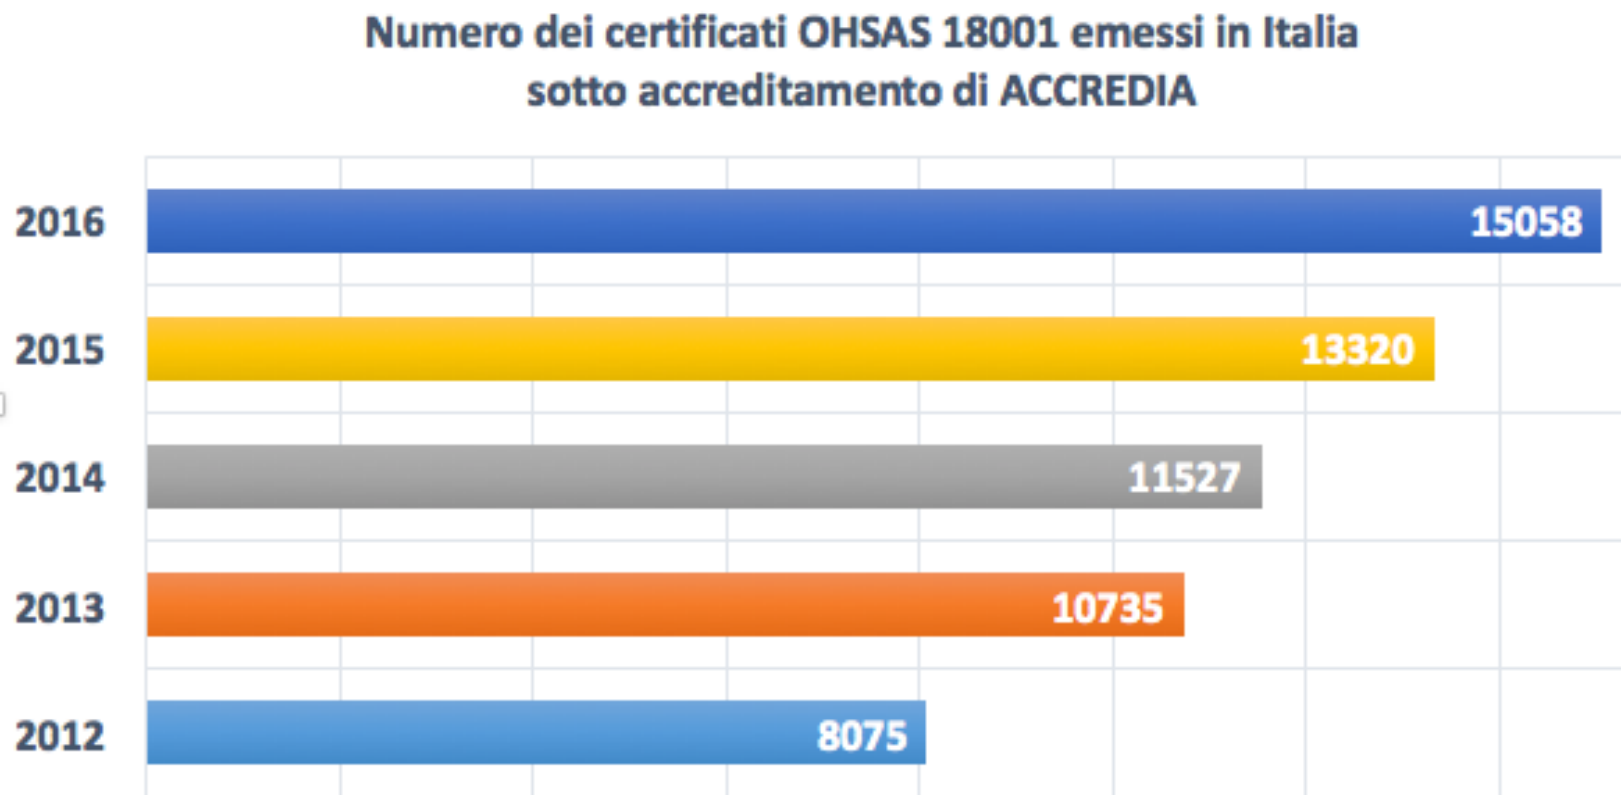 Numero dei certificati OHSAS 18001 emessi in Italia
sotto accreditamento di ACCREDIA
2016 15058
2015 13320
2014 11527
2013 10735
2012 8075